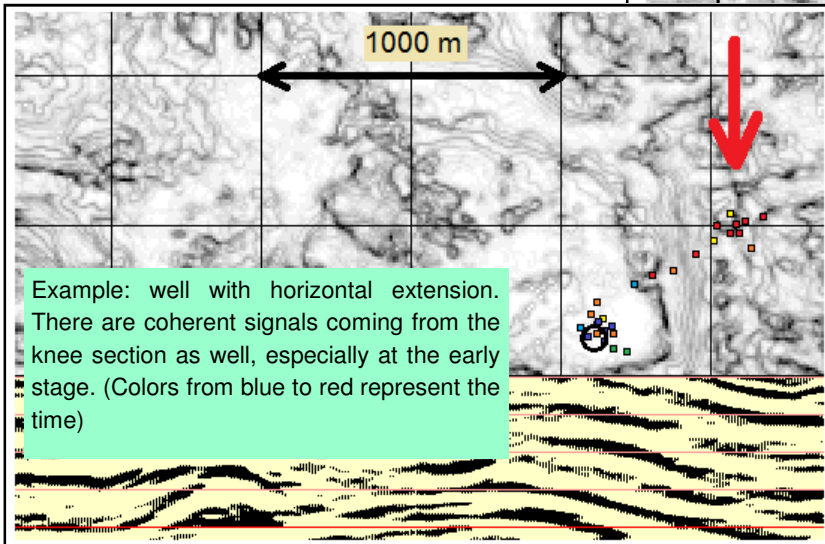 1000 m
Example: well with horizontal extension.
There are coherent signals coming from the
knee section as well, especially at the early
stage. (Colors from blue to red represent the
time)